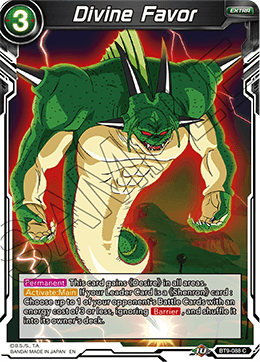 3
Divine Favor
EXTRA
Permanent This card gains {Desire} in all areas.
Activate:Main If your Leader Card is a {Shenron} card :
Choose up to 1 of your opponent's Battle Cards with an
energy cost of 3 or less, ignoring Barrier , and shuffle it
into its owner's deck.
©B.S./S., TA
BANDAI MADE IN JAPAN EN
BT9-088 C